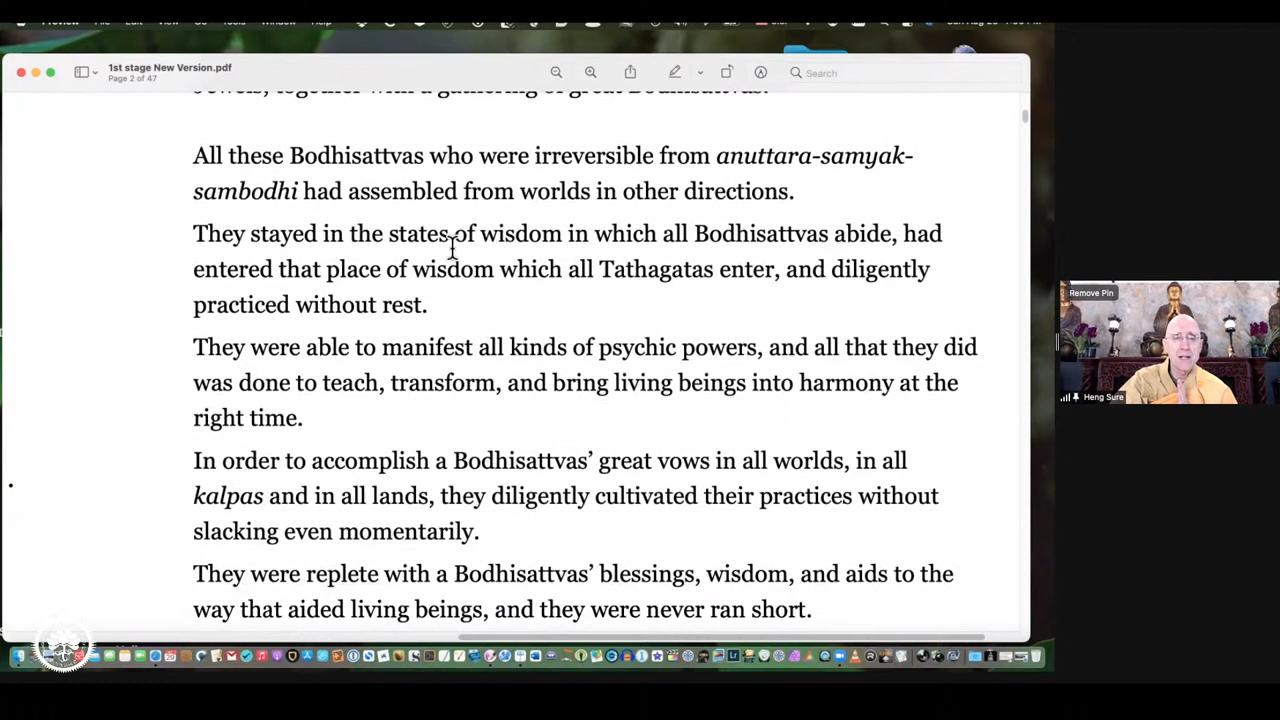 1st stage New Version.pdf
Page 2 of 47
Search
Jewels, together with a gathering of great Bodhisattvas.
All these Bodhisattvas who were irreversible from anuttara-samyak-
sambodhi had assembled from worlds in other directions.
They stayed in the states of wisdom in which all Bodhisattvas abide, had
entered that place of wisdom which all Tathagatas enter, and diligently
practiced without rest.
They were able to manifest all kinds of psychic powers, and all that they did
was done to teach, transform, and bring living beings into harmony at the
right time.
In order to accomplish a Bodhisattvas’ great vows in all worlds, in all
kalpas and in all lands, they diligently cultivated their practices without
slacking even momentarily.
They were replete with a Bodhisattvas’ blessings, wisdom, and aids to the
way that aided living beings, and they were never ran short.
Remove Pin
Heng Sure